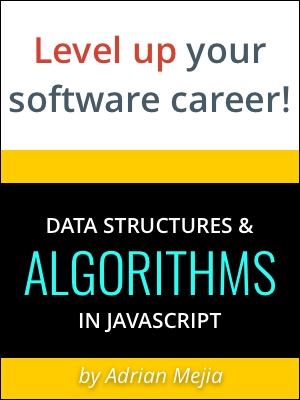 Level up your
software career!
DATA STRUCTURES &
ALGORITHMS
IN JAVASCRIPT
by Adrian Mejia